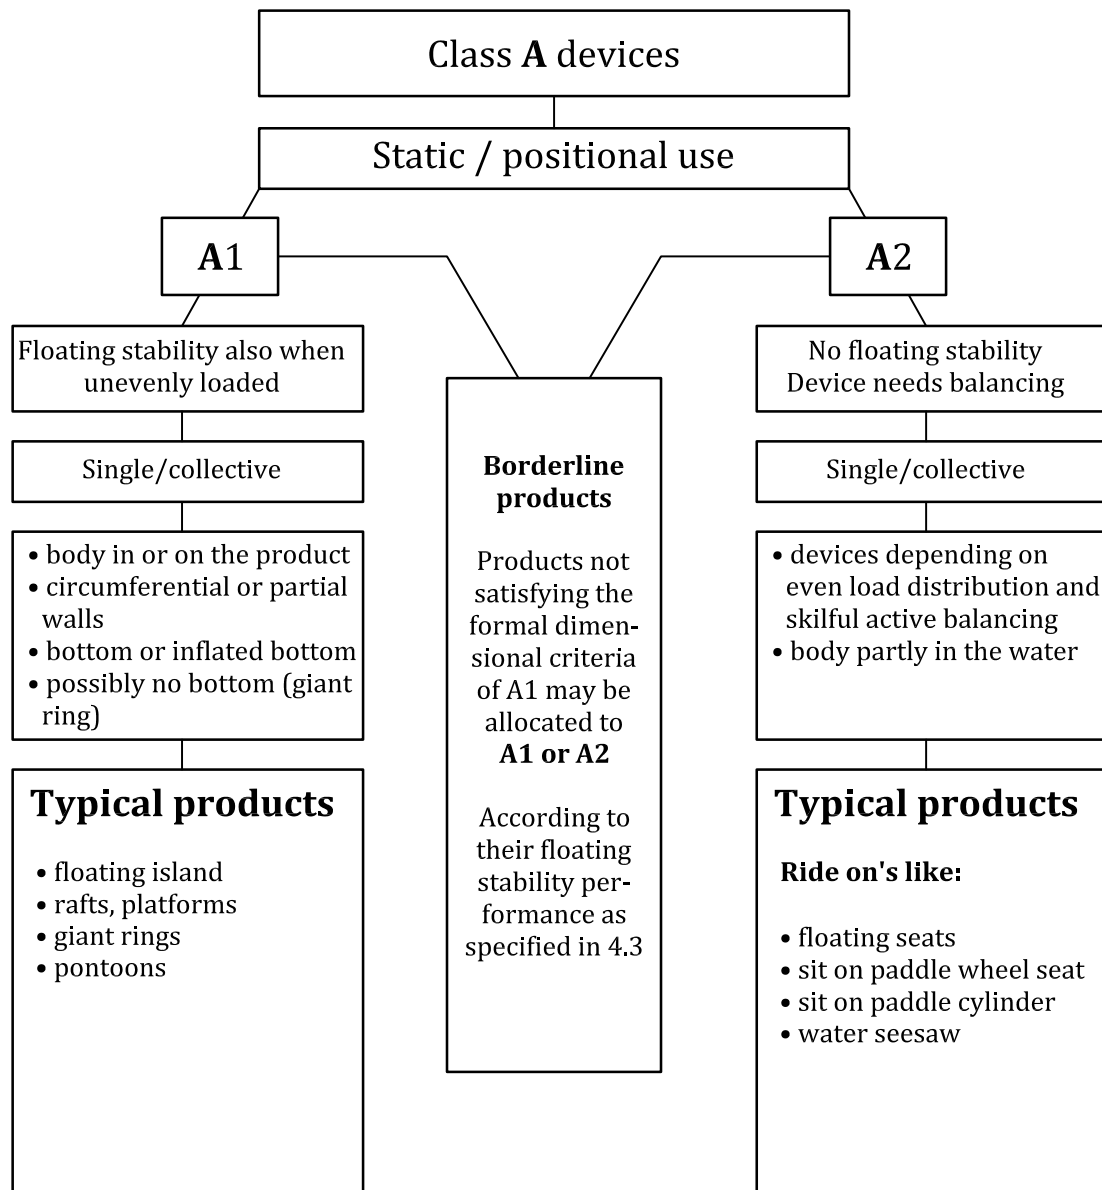 Class A devices
Static / positional use
A1
A2
Floating stability also when
unevenly loaded
Single/collective
• body in or on the product
• circumferential or partial
walls
• bottom or inflated bottom
• possibly no bottom (giant
ring)
Typical products
• floating island
• rafts, platforms
• giant rings
• pontoons
Borderline
products
Products not
satisfying the
formal dimen-
sional criteria
of A1 may be
allocated to
A1 or A2
According to
their floating
stability per-
formance as
specified in 4.3
No floating stability
Device needs balancing
Single/collective
• devices depending on
even load distribution and
skilful active balancing
• body partly in the water
Typical products
Ride on's like:
• floating seats
• sit on paddle wheel seat
• sit on paddle cylinder
• water seesaw